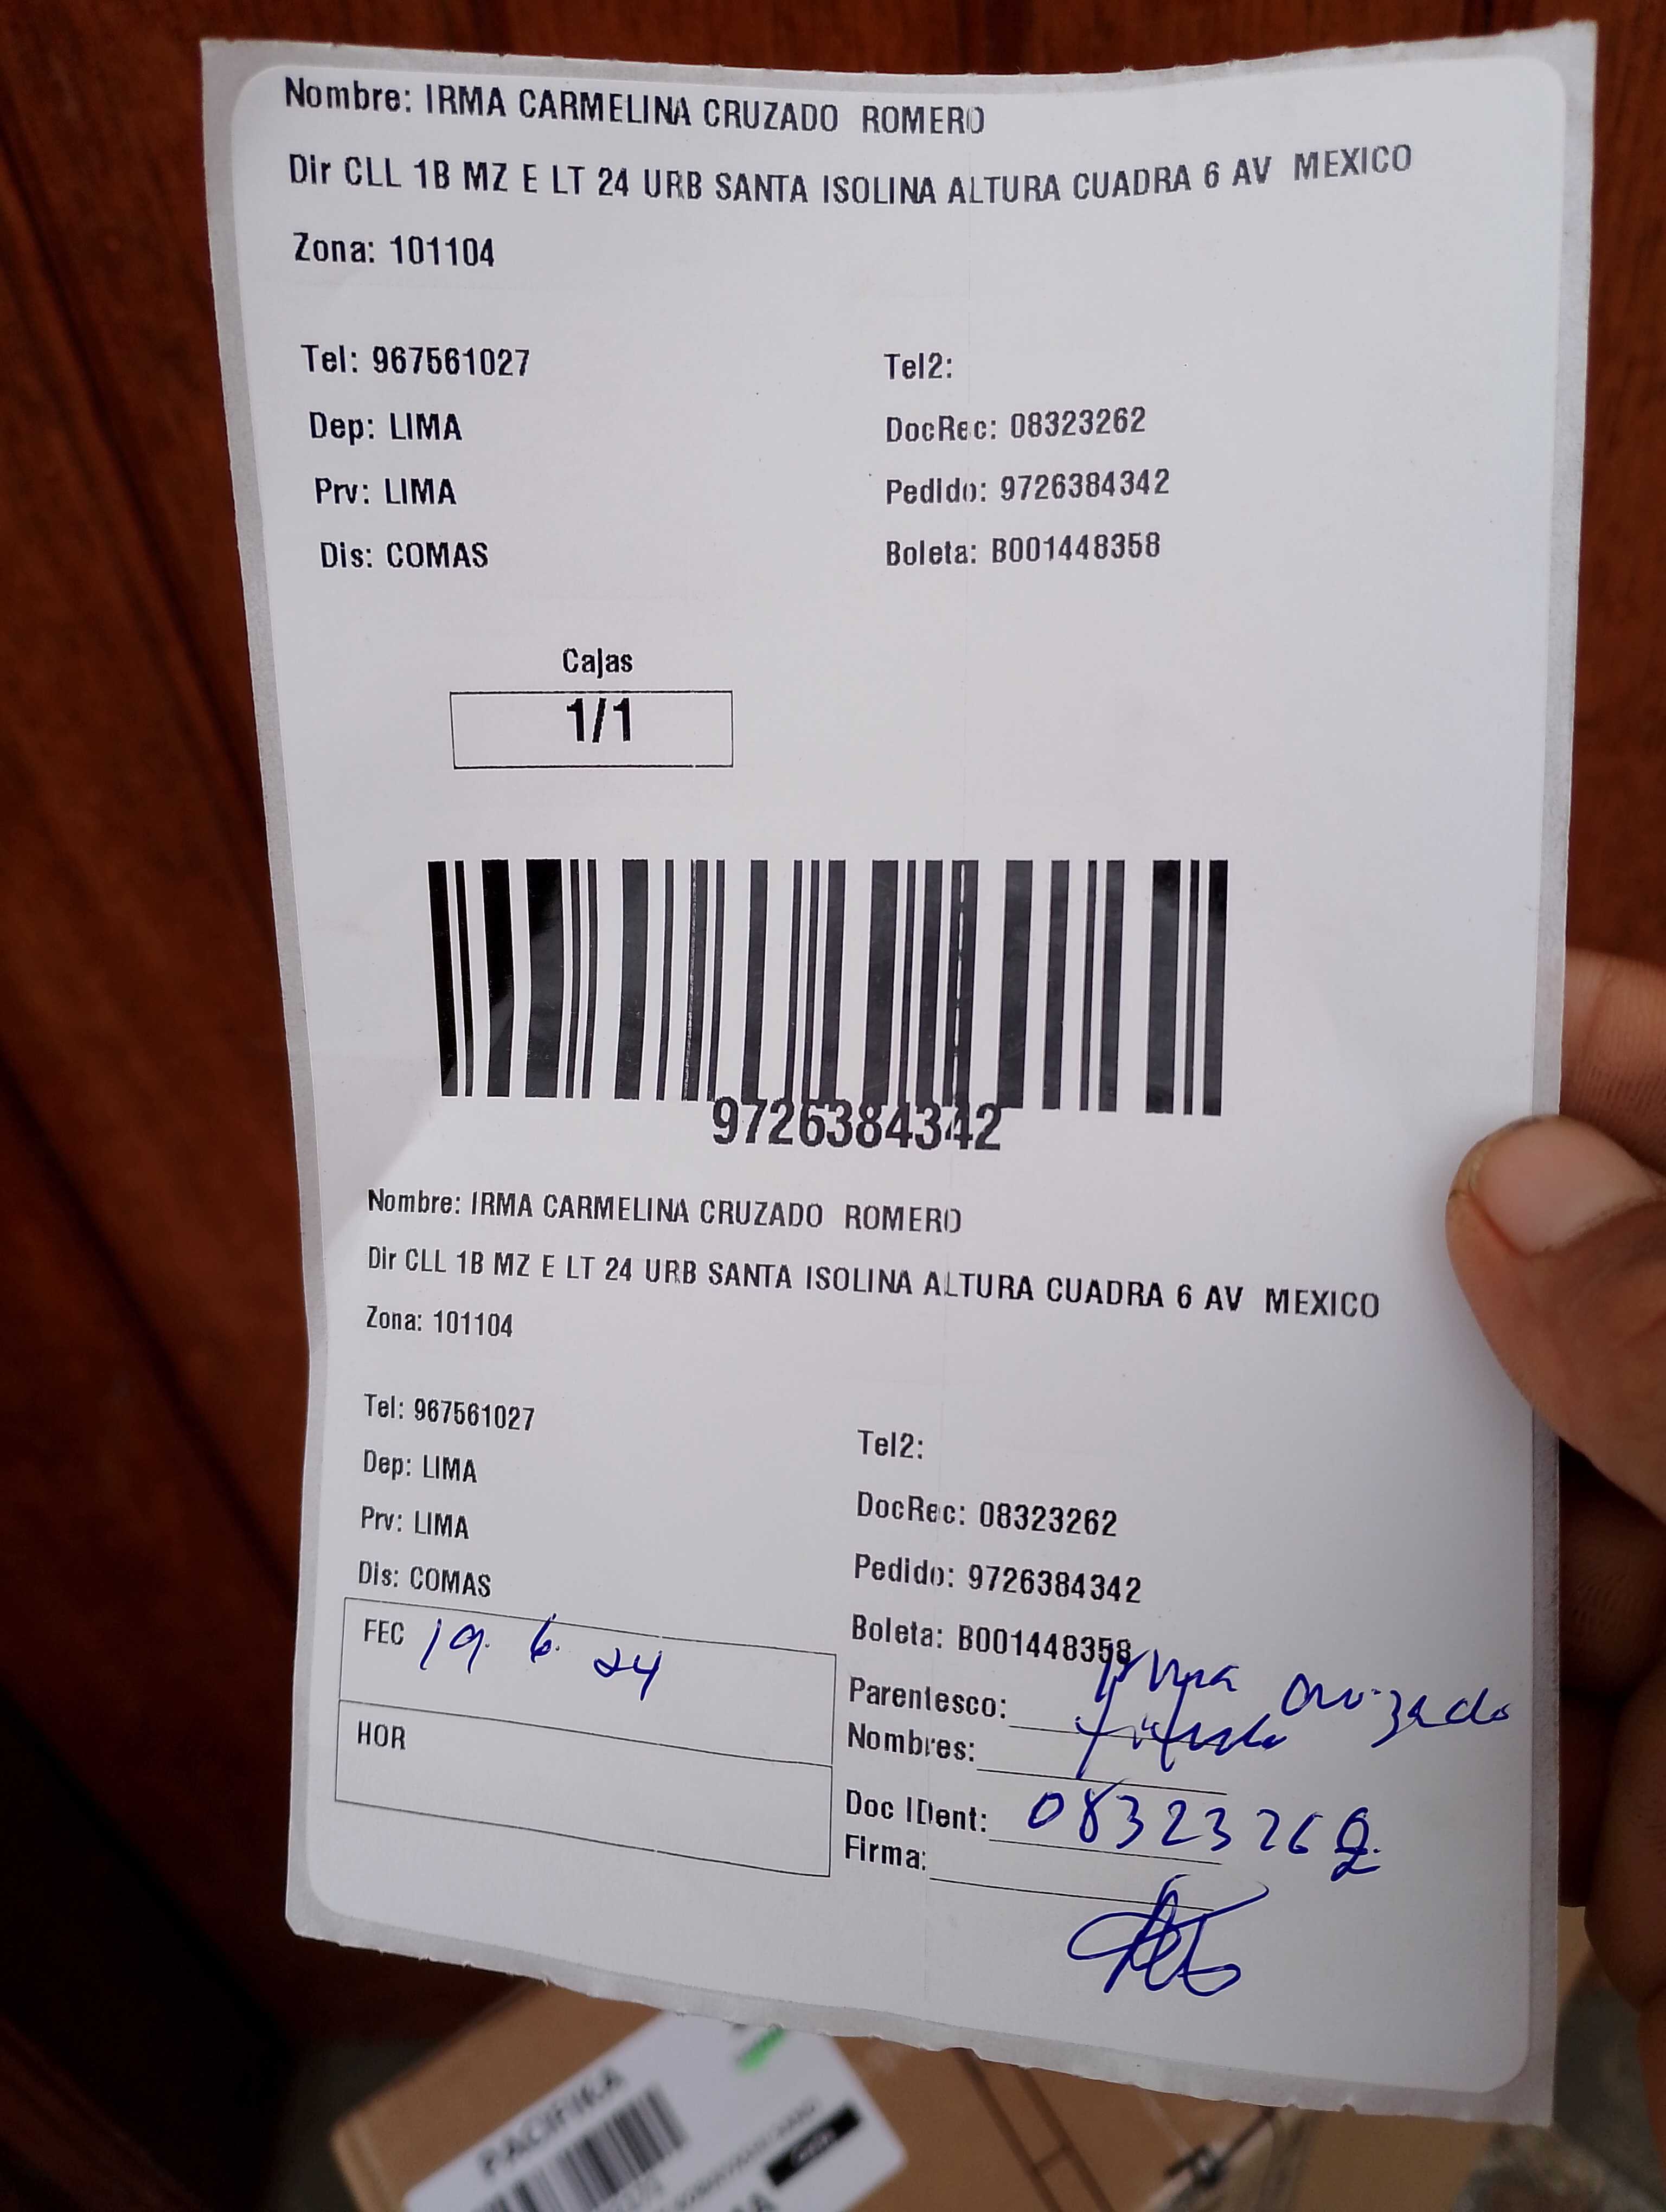 Nombre: IRMA CARMELINA CRUZADO ROMERO
Dir CLL 1B MZ E LT 24 URB SANTA ISOLINA ALTURA CUADRA 6 AV MEXICO
Zona: 101104
Tel: 967561027 Tel2:
Dep: LIMA DocRec: 08323262
Prv: LIMA Pedido: 9726384342
Dis: COMAS Boleta: B001448358
Cajas
1/1
9726384342
Nombre: IRMA CARMELINA CRUZADO ROMERO
Dir CLL 1B MZ E LT 24 URB SANTA ISOLINA ALTURA CUADRA 6 AV MEXICO
Zona: 101104
Tel: 967561027 Tel2:
Dep: LIMA DocRec: 08323262
Prv: LIMA Pedido: 9726384342
Dis: COMAS Boleta: B001448358
FEC 19. 6. 24
Parentesco: Irma Cruzado
HOR
Nombres:
Doc IDent: 08323262
Firma:
PACIFIKA